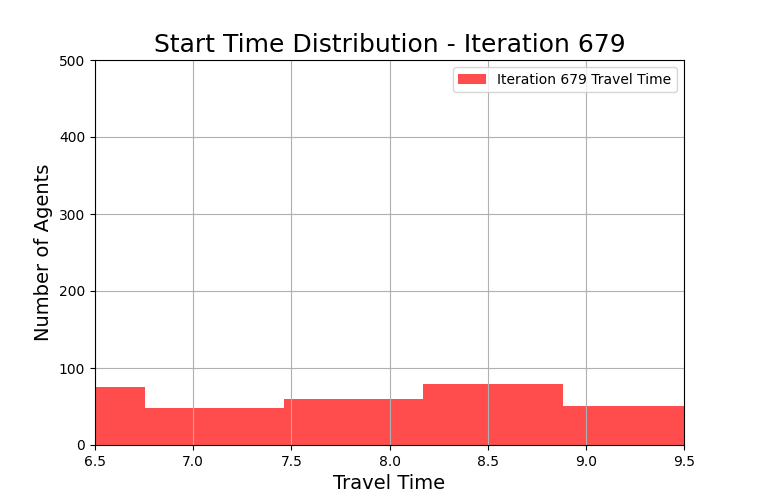 Start Time Distribution - Iteration 679
500
Iteration 679 Travel Time
400
300
200
100
0
Number of Agents
6.5 7.0 7.5 8.0 8.5 9.0 9.5
Travel Time